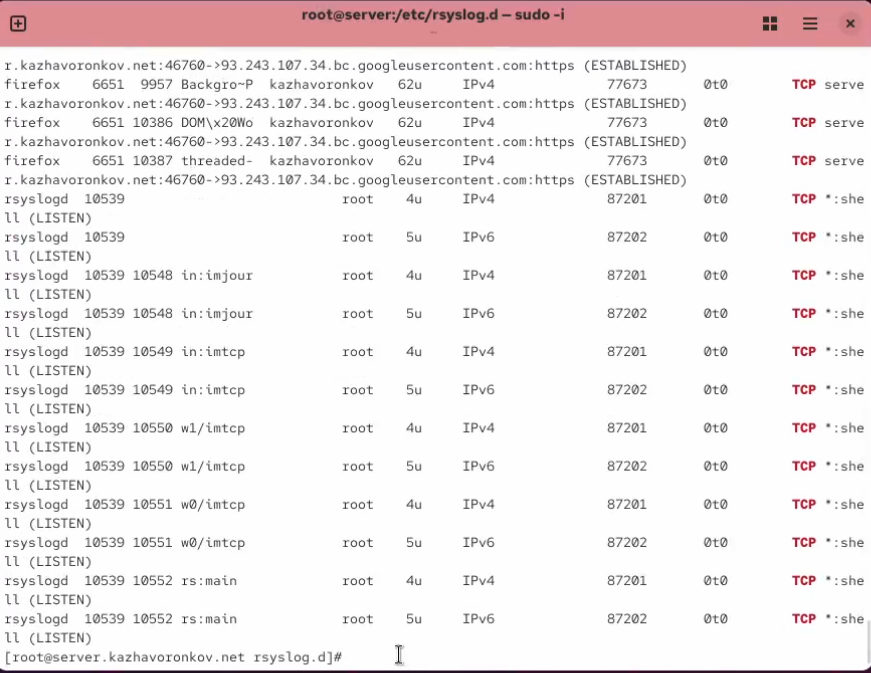 root@server:/etc/rsyslog.d — sudo -i
r.kazhavoronkov.net:46760->93.243.107.34.bc.googleusercontent.com:https (ESTABLISHED)
firefox    6651  9957 Backgro~P  kazhavoronkov   62u     IPv4              77673       0t0        TCP serve
r.kazhavoronkov.net:46760->93.243.107.34.bc.googleusercontent.com:https (ESTABLISHED)
firefox    6651 10386 DOM\x20Wo  kazhavoronkov   62u     IPv4              77673       0t0        TCP serve
r.kazhavoronkov.net:46760->93.243.107.34.bc.googleusercontent.com:https (ESTABLISHED)
firefox    6651 10387 threaded-  kazhavoronkov   62u     IPv4              77673       0t0        TCP serve
r.kazhavoronkov.net:46760->93.243.107.34.bc.googleusercontent.com:https (ESTABLISHED)
rsyslogd  10539                           root    4u     IPv4              87201       0t0        TCP *:she
ll (LISTEN)
rsyslogd  10539                           root    5u     IPv6              87202       0t0        TCP *:she
ll (LISTEN)
rsyslogd  10539 10548 in:imjour           root    4u     IPv4              87201       0t0        TCP *:she
ll (LISTEN)
rsyslogd  10539 10548 in:imjour           root    5u     IPv6              87202       0t0        TCP *:she
ll (LISTEN)
rsyslogd  10539 10549 in:imtcp            root    4u     IPv4              87201       0t0        TCP *:she
ll (LISTEN)
rsyslogd  10539 10549 in:imtcp            root    5u     IPv6              87202       0t0        TCP *:she
ll (LISTEN)
rsyslogd  10539 10550 w1/imtcp            root    4u     IPv4              87201       0t0        TCP *:she
ll (LISTEN)
rsyslogd  10539 10550 w1/imtcp            root    5u     IPv6              87202       0t0        TCP *:she
ll (LISTEN)
rsyslogd  10539 10551 w0/imtcp            root    4u     IPv4              87201       0t0        TCP *:she
ll (LISTEN)
rsyslogd  10539 10551 w0/imtcp            root    5u     IPv6              87202       0t0        TCP *:she
ll (LISTEN)
rsyslogd  10539 10552 rs:main             root    4u     IPv4              87201       0t0        TCP *:she
ll (LISTEN)
rsyslogd  10539 10552 rs:main             root    5u     IPv6              87202       0t0        TCP *:she
ll (LISTEN)
[root@server.kazhavoronkov.net rsyslog.d]#